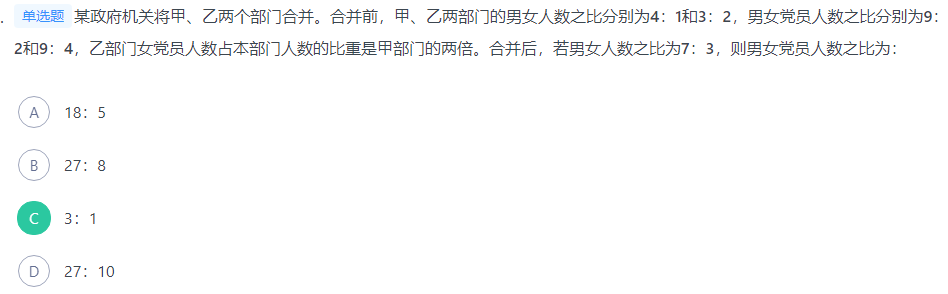 . 单选题 某政府机关将甲、乙两个部门合并。合并前，甲、乙两部门的男女人数之比分别为4：1和3：2，男女党员人数之比分别为9：
2和9：4，乙部门女党员人数占本部门人数的比重是甲部门的两倍。合并后，若男女人数之比为7：3，则男女党员人数之比为：
A 18：5
B 27：8
C 3：1
D 27：10